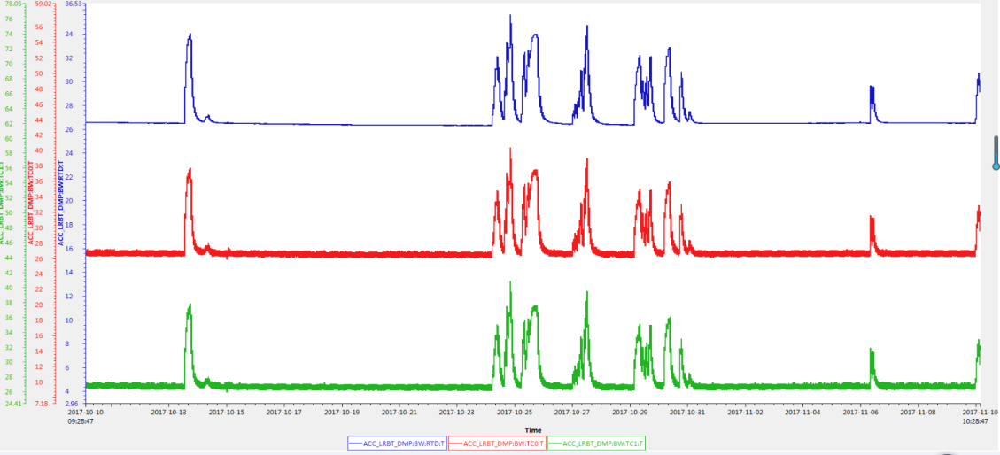 78.05 59.02 36.53
76 56 34
74 54 32
72 52 30
70 50 28
68 48 26
66 46 24
64 44 22
62 42 20
60 40 18
58 38 16
56 36 14
54 34 12
52 32 10
50 30 8
48 28 6
46 26 4
44 24 2.96
42 22
40 20
38 18
36 16
34 14
32 12
30 10
28 7.18
26
24.41
ACC_LRBT_DMP:BW:TC1:T
ACC_LRBT_DMP:BW:TC0:T
ACC_LRBT_DMP:BW:RTD:T
2017-10-10 2017-10-13 2017-10-15 2017-10-17 2017-10-19 2017-10-21 2017-10-23 2017-10-25 2017-10-27 2017-10-29 2017-10-31 2017-11-02 2017-11-04 2017-11-06 2017-11-08 2017-11-10
09:28:47 10:28:47
Time
ACC_LRBT_DMP:BW:RTD:T ACC_LRBT_DMP:BW:TC0:T ACC_LRBT_DMP:BW:TC1:T